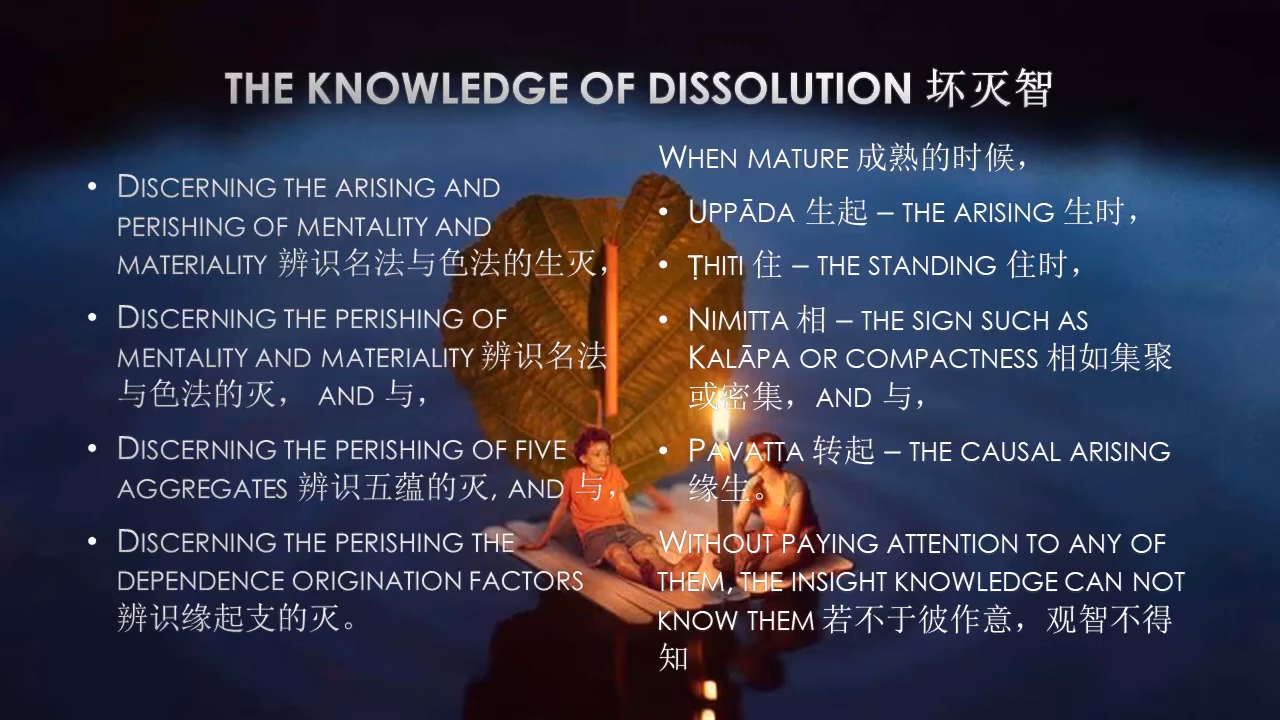 THE KNOWLEDGE OF DISSOLUTION 坏灭智
• DISCERNING THE ARISING AND
PERISHING OF MENTALITY AND
MATERIALITY 辨识名法与色法的生灭，
• DISCERNING THE PERISHING OF
MENTALITY AND MATERIALITY 辨识名法
与色法的灭， AND 与，
• DISCERNING THE PERISHING OF FIVE
AGGREGATES 辨识五蕴的灭, AND 与，
• DISCERNING THE PERISHING THE
DEPENDENCE ORIGINATION FACTORS
辨识缘起支的灭。
WHEN MATURE 成熟的时候，
• UPPĀDA 生起 – THE ARISING 生时，
• ṬHITI 住 – THE STANDING 住时，
• NIMITTA 相 – THE SIGN SUCH AS
KALĀPA OR COMPACTNESS 相如集聚
或密集，AND 与，
• PAVATTA 转起 – THE CAUSAL ARISING
缘生。
WITHOUT PAYING ATTENTION TO ANY OF
THEM, THE INSIGHT KNOWLEDGE CAN NOT
KNOW THEM 若不于彼作意，观智不得
知